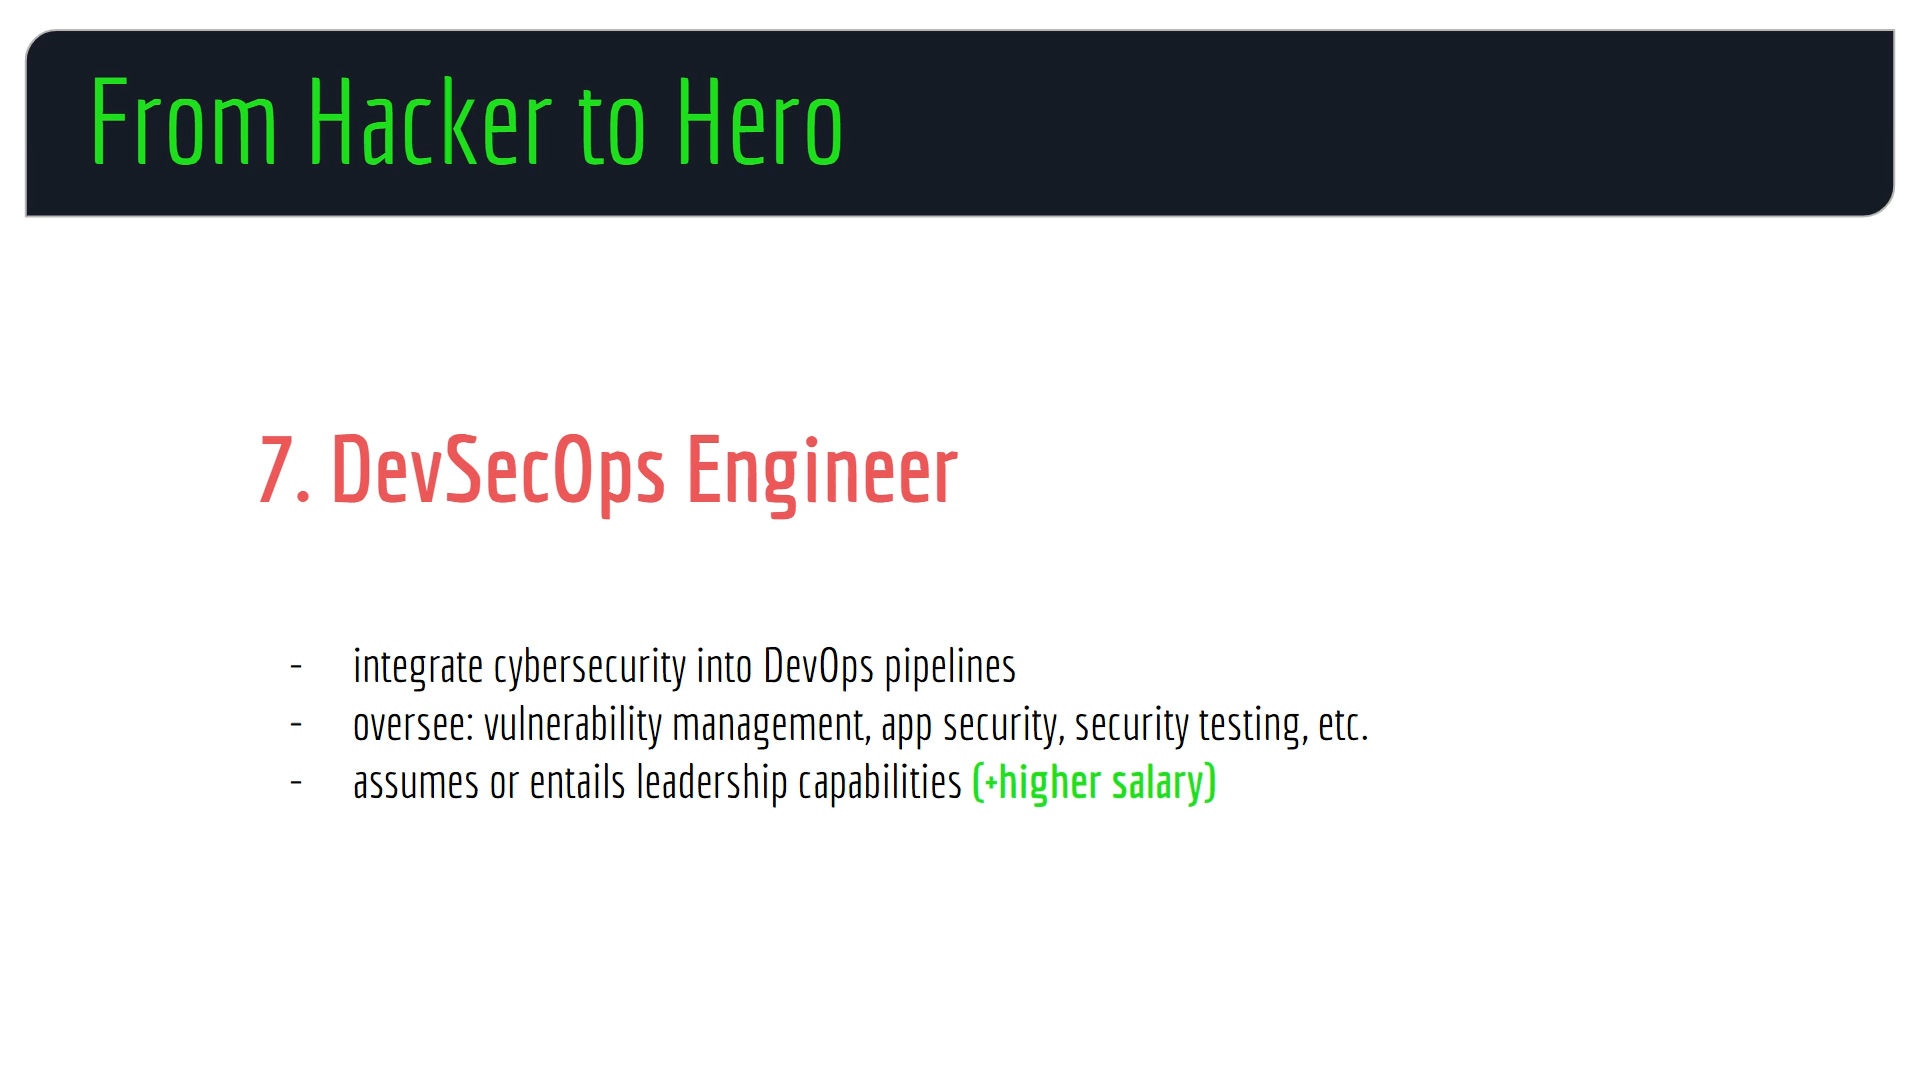 From Hacker to Hero
7. DevSecOps Engineer
- integrate cybersecurity into DevOps pipelines
- oversee: vulnerability management, app security, security testing, etc.
- assumes or entails leadership capabilities (+higher salary)